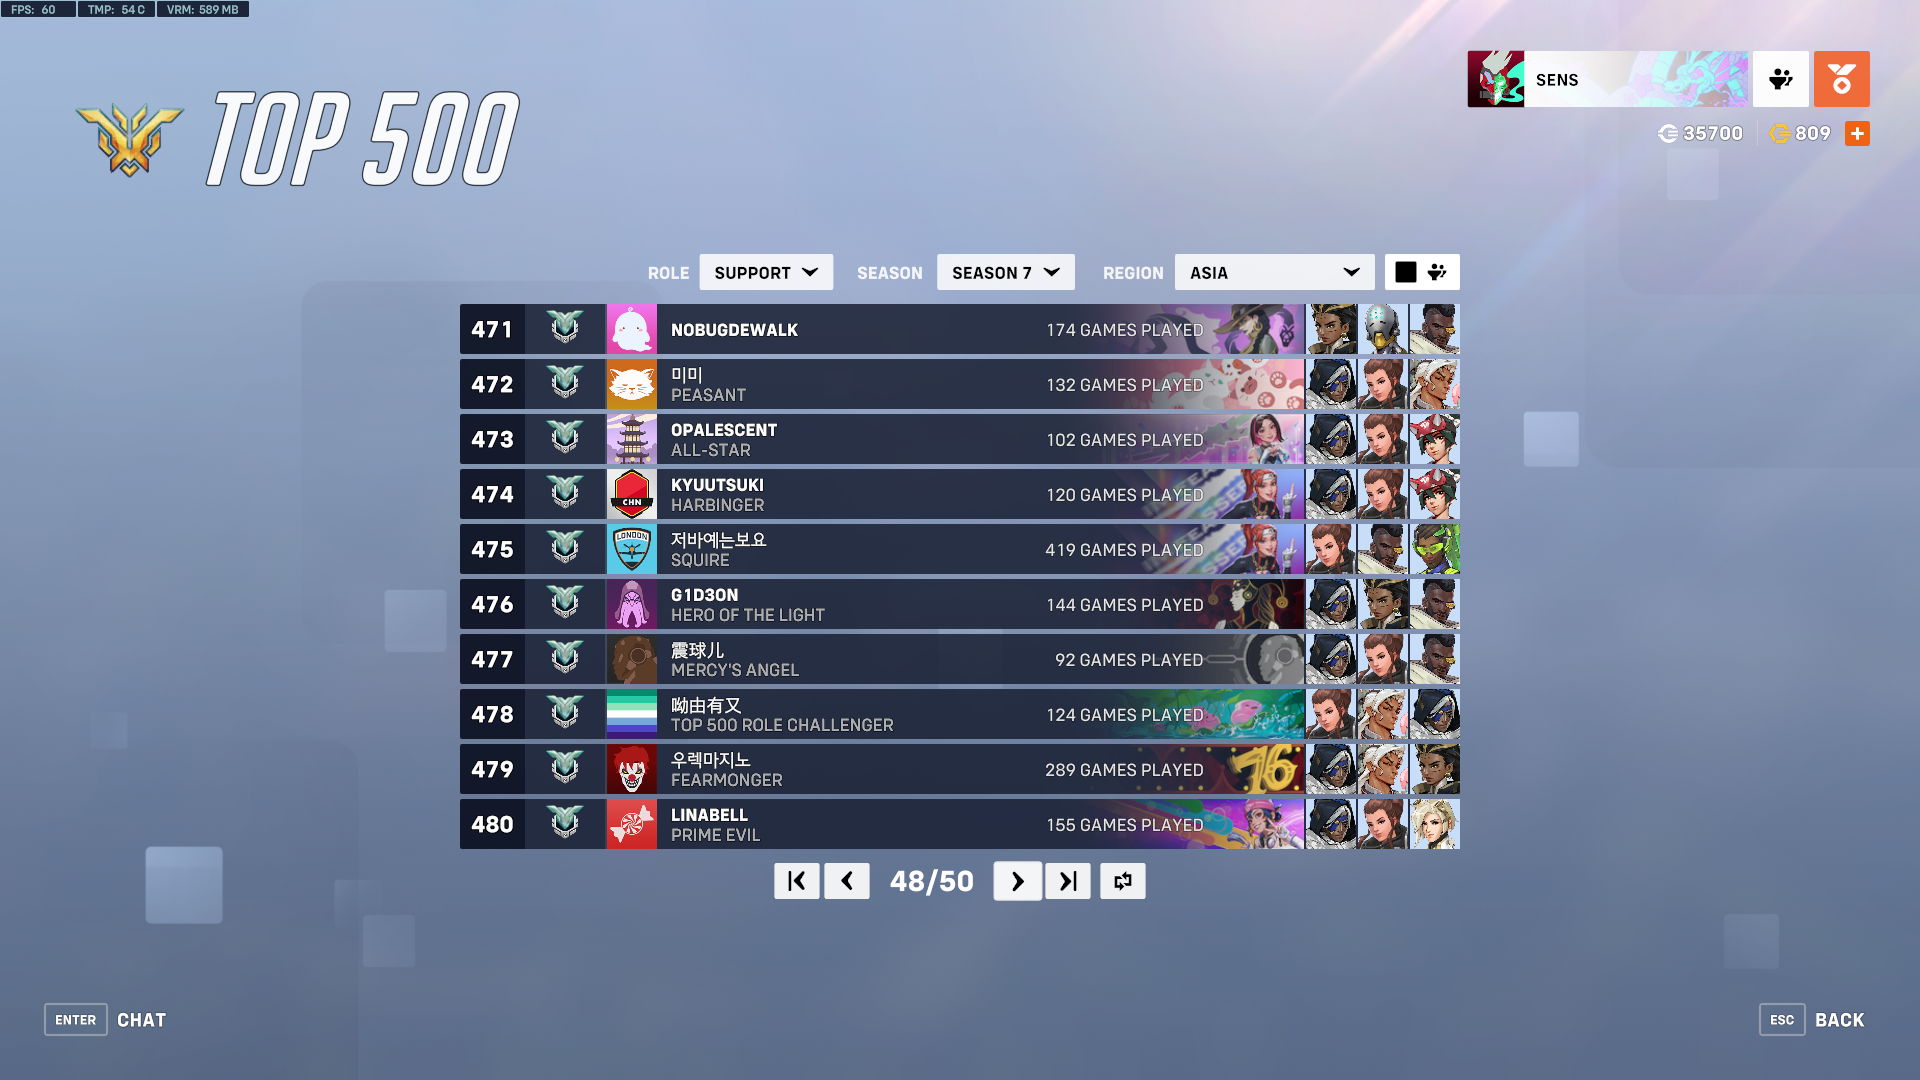 FPS: 60 TMP: 54 C VRM: 589 MB
TOP 500
SENS
35700 809
ROLE SUPPORT SEASON SEASON 7 REGION ASIA
471 NOBUGDEWALK 174 GAMES PLAYED
472 미미 132 GAMES PLAYED
PEASANT
473 OPALESCENT 102 GAMES PLAYED
ALL-STAR
474 CHN KYUUTSUKI 120 GAMES PLAYED
HARBINGER
475 LONDON 저바예는보요 419 GAMES PLAYED
SQUIRE
476 G1D3ON 144 GAMES PLAYED
HERO OF THE LIGHT
477 震球儿 92 GAMES PLAYED
MERCY'S ANGEL
478 呦由有又 124 GAMES PLAYED
TOP 500 ROLE CHALLENGER
479 우렉마지노 289 GAMES PLAYED 76
FEARMONGER
480 LINABELL 155 GAMES PLAYED
PRIME EVIL
48/50
ENTER CHAT
ESC BACK